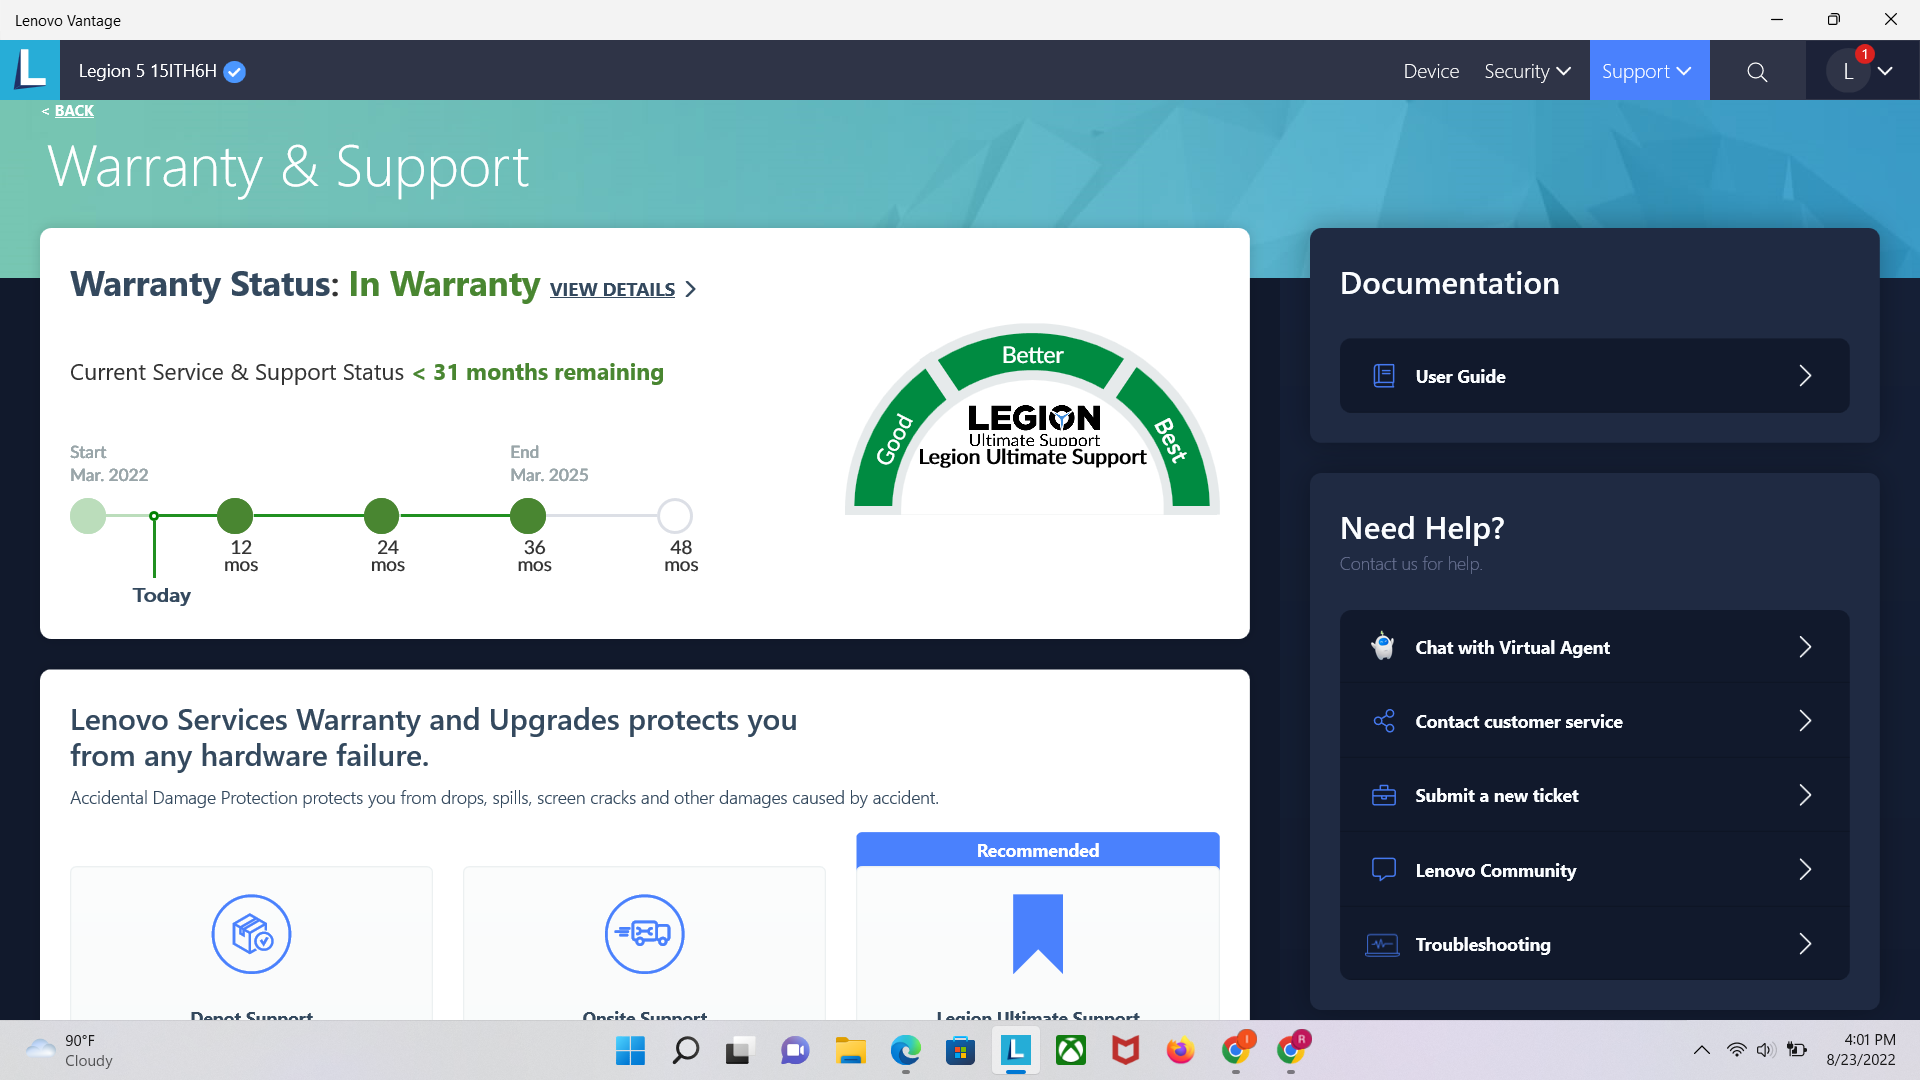 Lenovo Vantage
L
Legion 5 15ITH6H
Device
Security
Support
L
1
< BACK
Warranty & Support
Warranty Status: In Warranty VIEW DETAILS
Current Service & Support Status < 31 months remaining
Start
Mar. 2022
End
Mar. 2025
12
mos
24
mos
36
mos
48
mos
Today
Good
Better
Best
LEGION
Ultimate Support
Legion Ultimate Support
Lenovo Services Warranty and Upgrades protects you
from any hardware failure.
Accidental Damage Protection protects you from drops, spills, screen cracks and other damages caused by accident.
Recommended
Depot Support
Onsite Support
Legion Ultimate Support
Documentation
User Guide
Need Help?
Contact us for help.
Chat with Virtual Agent
Contact customer service
Submit a new ticket
Lenovo Community
Troubleshooting
90°F
Cloudy
L
I
R
4:01 PM
8/23/2022